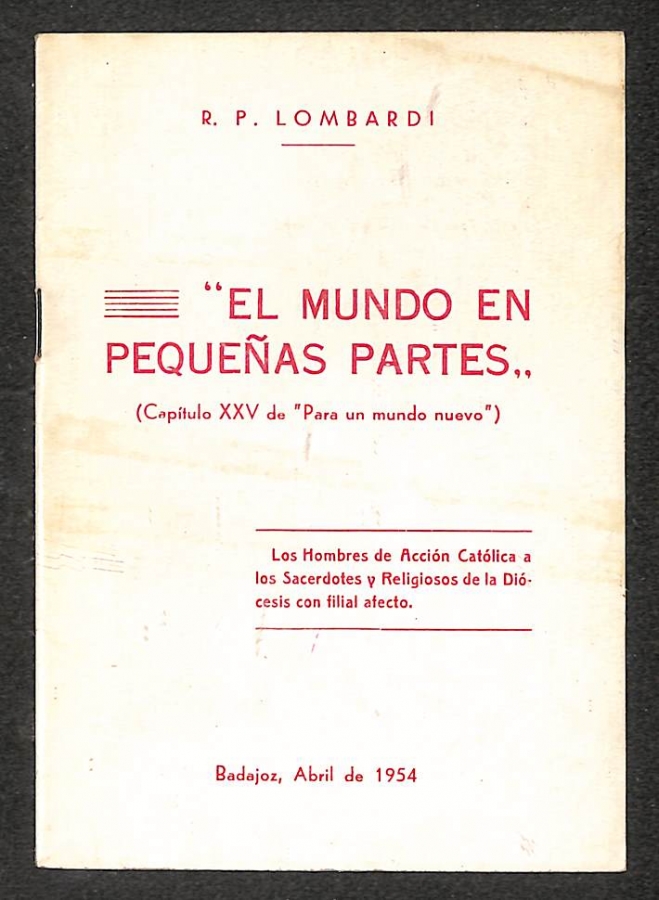 R. P. LOMBARDI
“EL MUNDO EN
PEQUEÑAS PARTES„
(Capítulo XXV de "Para un mundo nuevo")
Los Hombres de Acción Católica a
los Sacerdotes y Religiosos de la Dió-
cesis con filial afecto.
Badajoz, Abril de 1954